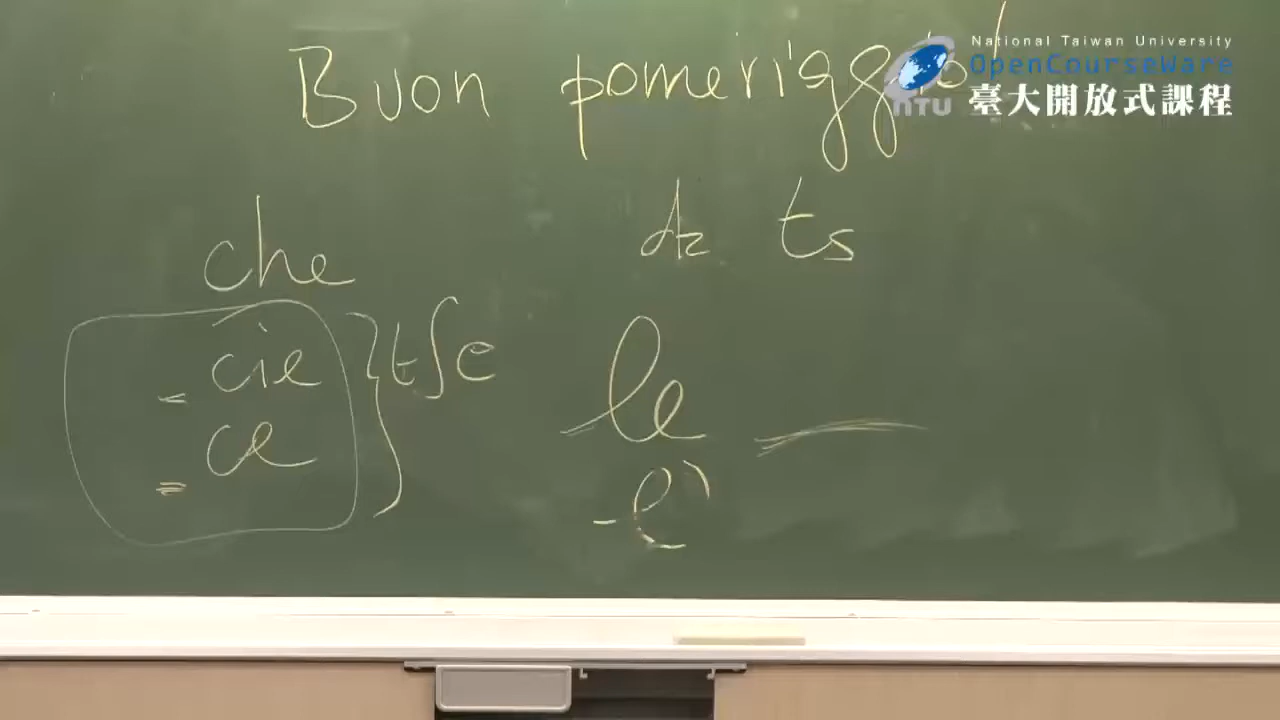 Buon pomeriggio!
National Taiwan University
OpenCourseWare
NTU 臺大開放式課程
dz ts
che
cie
ce
tʃe
le
l'